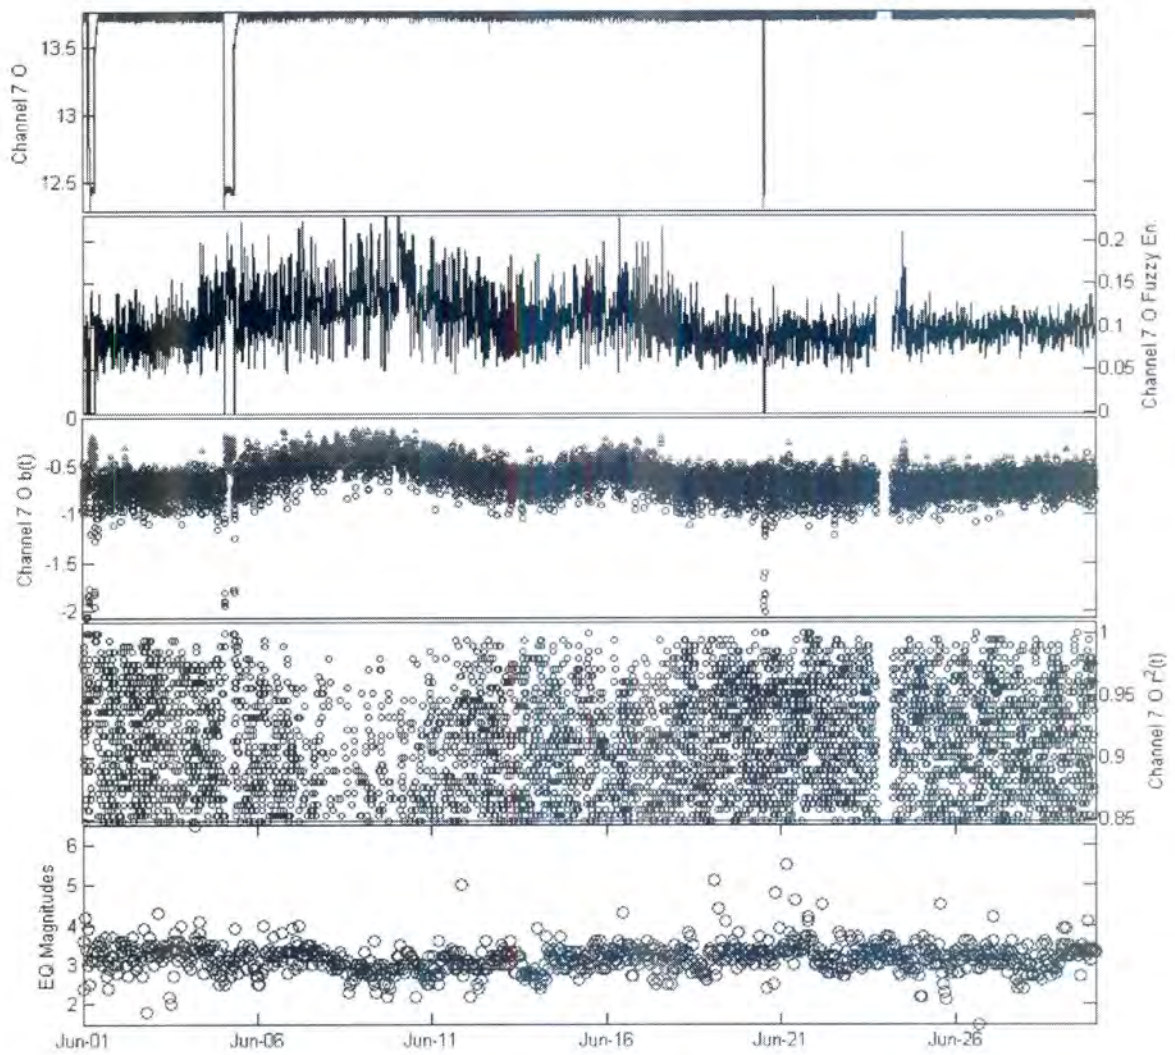 Channel 7 O
13.5
13
12.5
Channel 7 O Fuzzy En.
0.2
0.15
0.1
0.05
0
Channel 7 O b(t)
0
-0.5
-1
-1.5
-2
Channel 7 O r²(t)
1
0.95
0.9
0.85
EQ Magnitudes
6
5
4
3
2
Jun-01
Jun-06
Jun-11
Jun-16
Jun-21
Jun-26